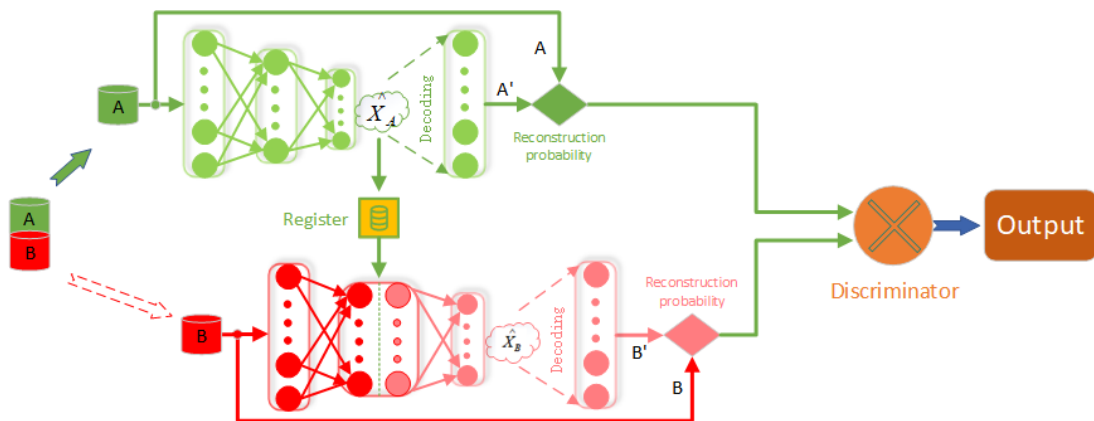 A
A
B
B
X̂_A
Decoding
A'
A
Reconstruction
probability
Register
X̂_B
Decoding
B'
B
Reconstruction
probability
Discriminator
Output